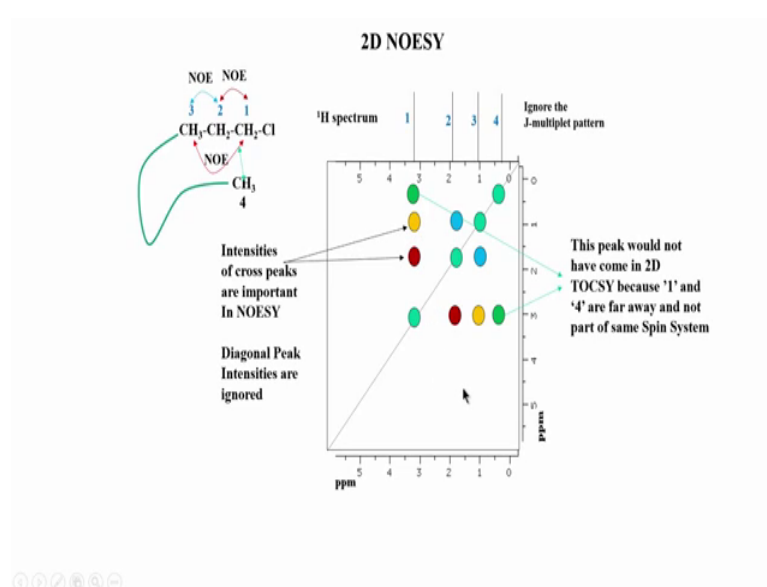 2D NOESY
NOE NOE
3 2 1
CH3-CH2-CH2-Cl
NOE
CH3
4
¹H spectrum
1 2 3 4
Ignore the
J-multiplet pattern
5 4 3 2 1 0
0
1
2
3
4
5
ppm
Intensities
of cross peaks
are important
In NOESY
Diagonal Peak
Intensities are
ignored
This peak would not
have come in 2D
TOCSY because '1' and
'4' are far away and not
part of same Spin System
5 4 3 2 1 0
ppm